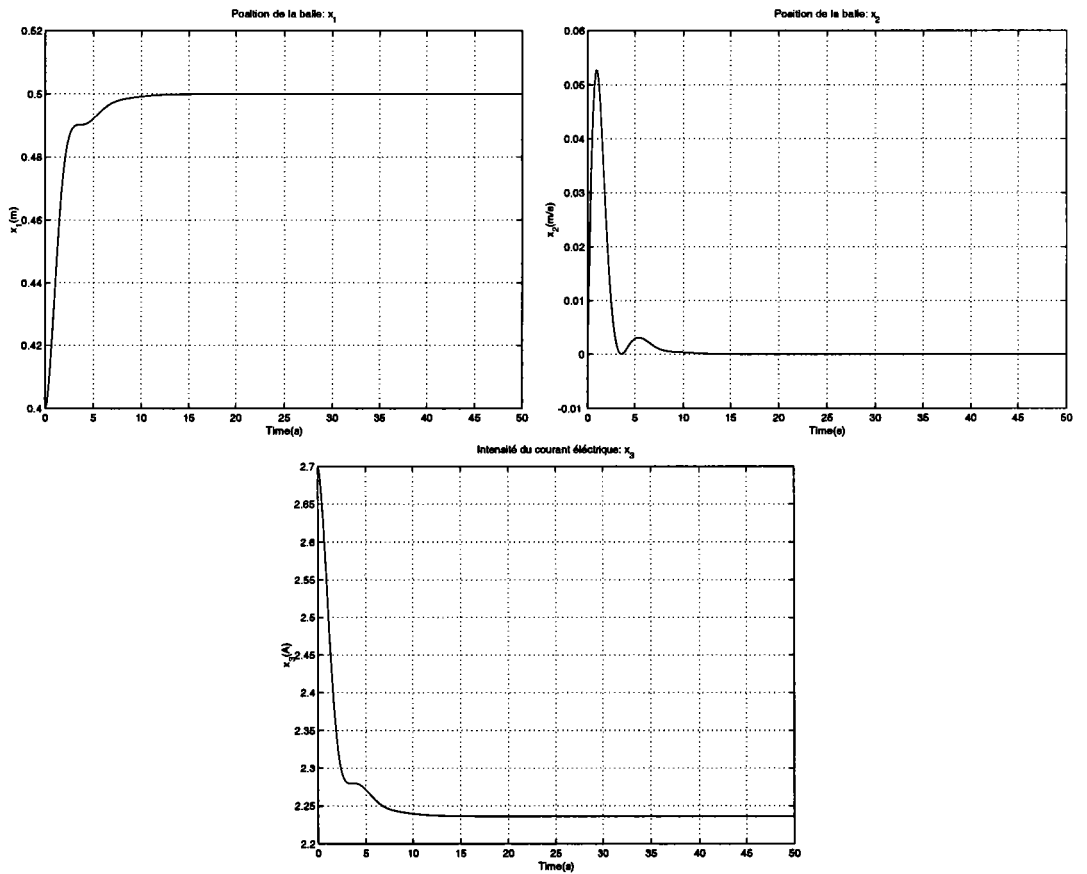 Position de la balle: x1
0.52
0.5
0.48
0.46
0.44
0.42
0.4
x1(m)
0 5 10 15 20 25 30 35 40 45 50
Time(s)
Position de la balle: x2
0.06
0.05
0.04
0.03
0.02
0.01
0
-0.01
x2(m/s)
0 5 10 15 20 25 30 35 40 45 50
Time(s)
Intensité du courant éléctrique: x3
2.7
2.65
2.6
2.55
2.5
2.45
2.4
2.35
2.3
2.25
2.2
x3(A)
0 5 10 15 20 25 30 35 40 45 50
Time(s)